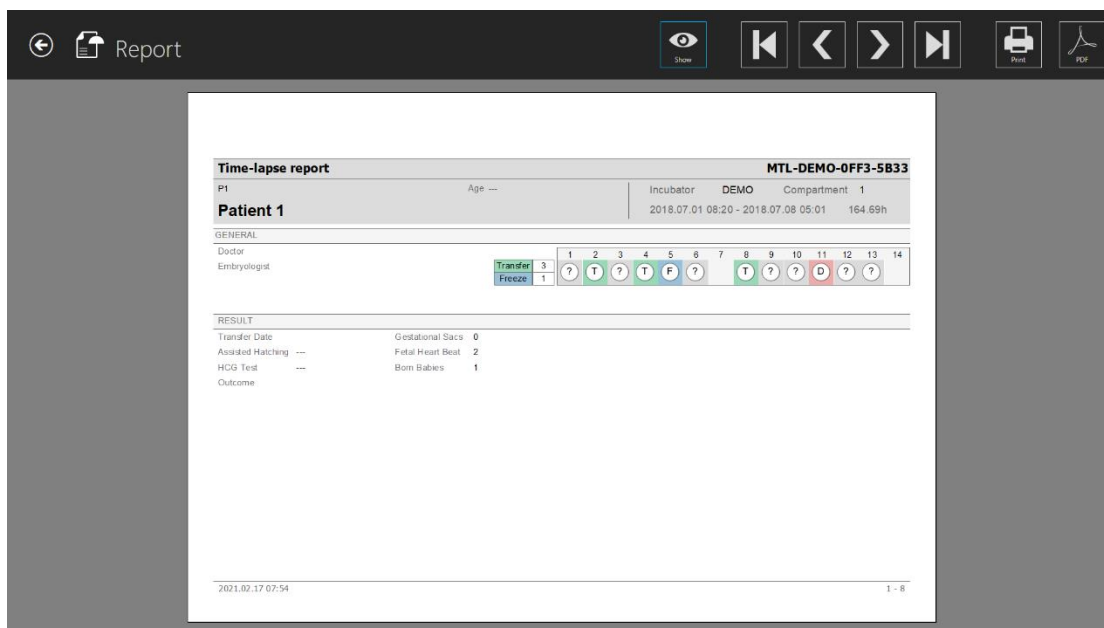 Report
Show
Print
PDF
Time-lapse report MTL-DEMO-0FF3-5B33
P1 Age --- Incubator DEMO Compartment 1
Patient 1 2018.07.01 08:20 - 2018.07.08 05:01 164.69h
GENERAL
Doctor
Embryologist
1 2 3 4 5 6 7 8 9 10 11 12 13 14
Transfer 3
Freeze 1
? T ? T F ? T ? ? D ? ?
RESULT
Transfer Date Gestational Sacs 0
Assisted Hatching --- Fetal Heart Beat 2
HCG Test --- Born Babies 1
Outcome
2021.02.17 07:54 1 - 8